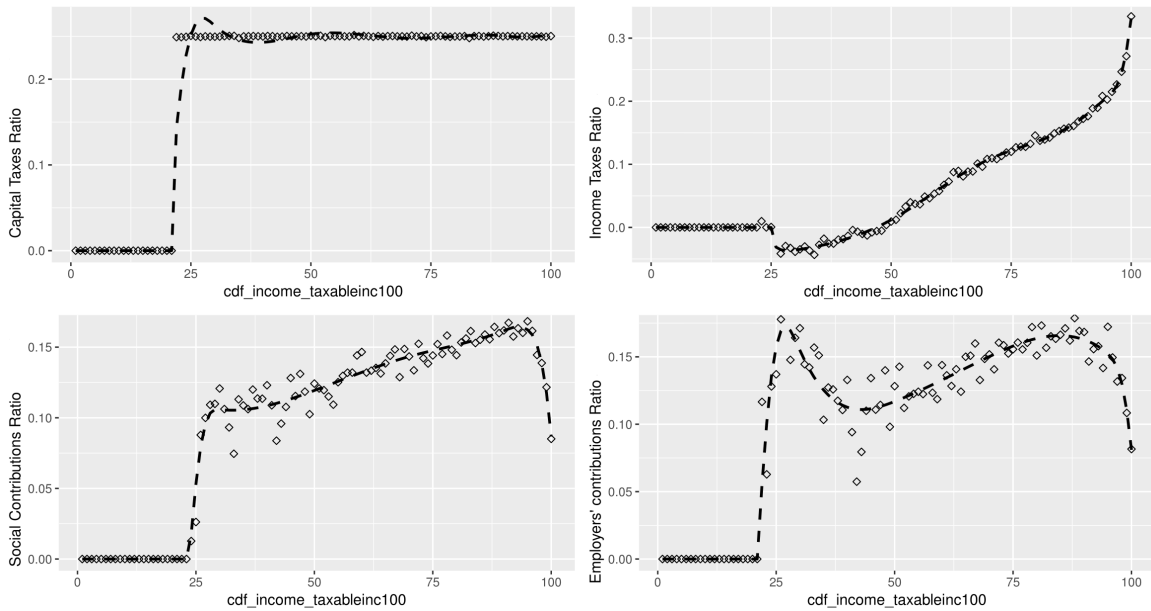 Capital Taxes Ratio
0.2
0.1
0.0
0 25 50 75 100
cdf_income_taxableinc100
Income Taxes Ratio
0.3
0.2
0.1
0.0
0 25 50 75 100
cdf_income_taxableinc100
Social Contributions Ratio
0.15
0.10
0.05
0.00
0 25 50 75 100
cdf_income_taxableinc100
Employers' contributions Ratio
0.15
0.10
0.05
0.00
0 25 50 75 100
cdf_income_taxableinc100